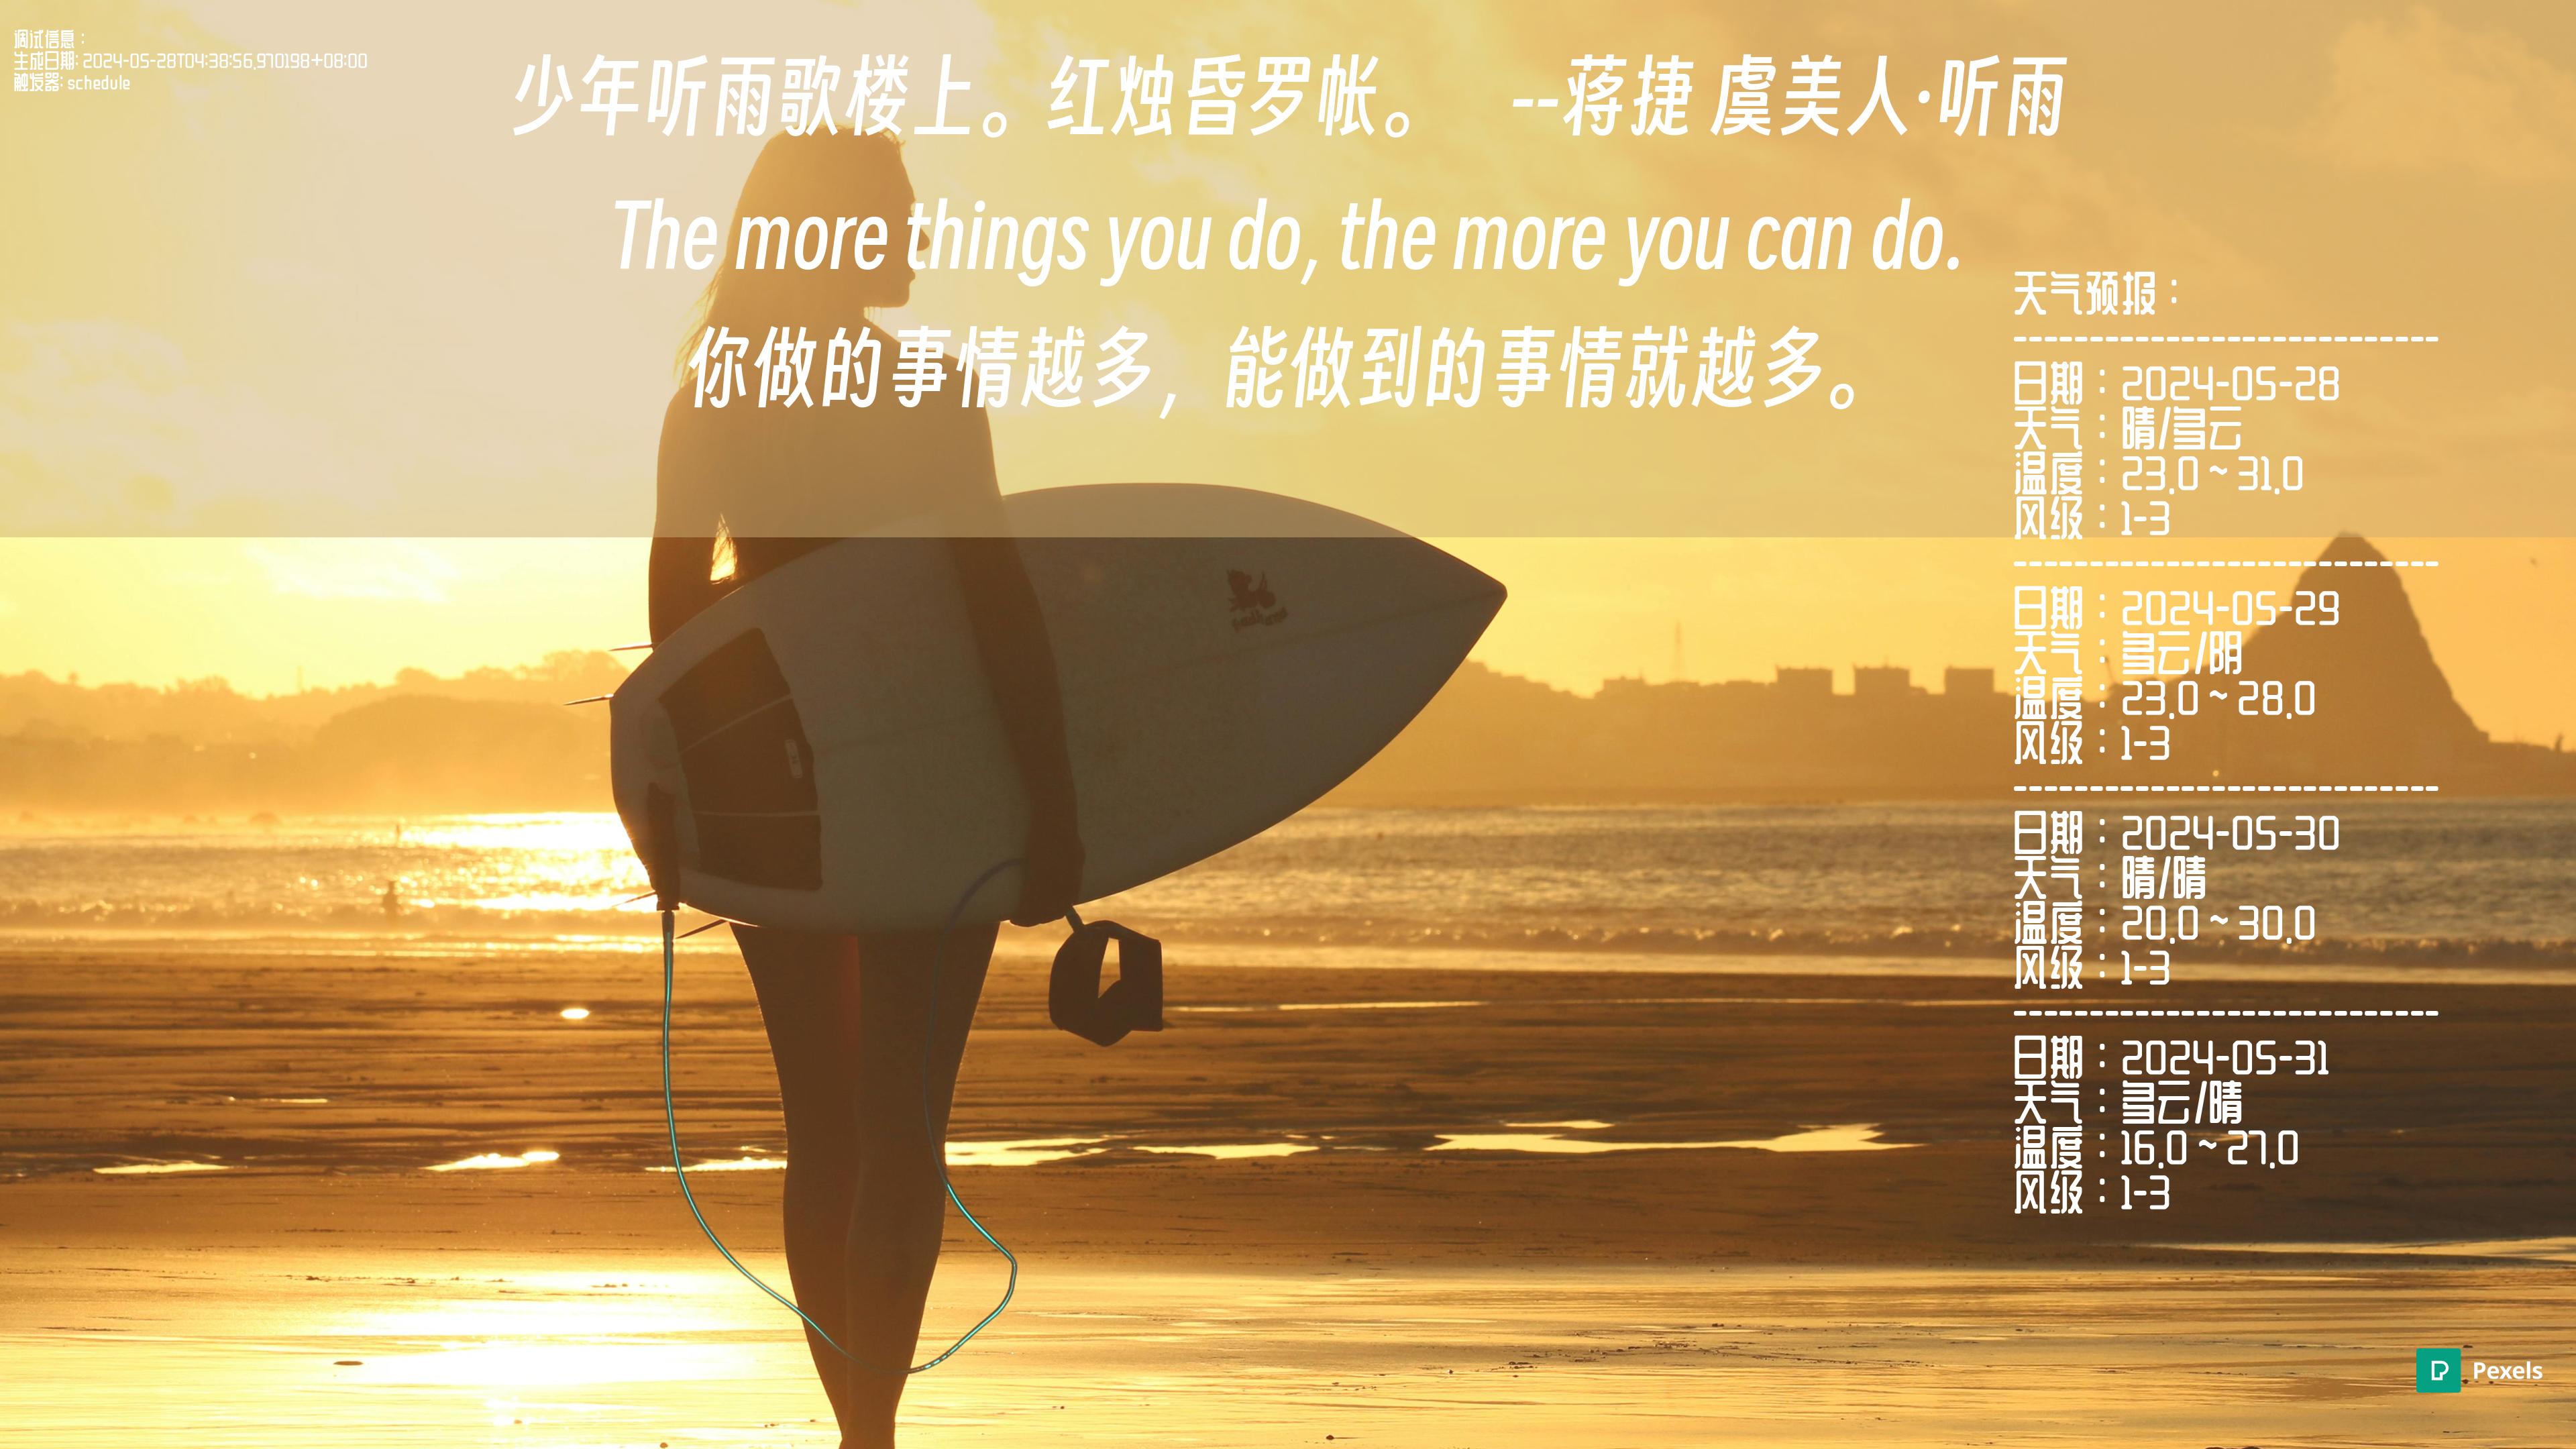 调试信息：
生成日期: 2024-05-28T04:38:56.970198+08:00
触发器: schedule
少年听雨歌楼上。红烛昏罗帐。 --蒋捷 虞美人·听雨
The more things you do, the more you can do.
你做的事情越多，能做到的事情就越多。
天气预报：
----------------------------
日期：2024-05-28
天气：晴/多云
温度：23.0 ~ 31.0
风级：1-3
----------------------------
日期：2024-05-29
天气：多云/阴
温度：23.0 ~ 28.0
风级：1-3
----------------------------
日期：2024-05-30
天气：晴/晴
温度：20.0 ~ 30.0
风级：1-3
----------------------------
日期：2024-05-31
天气：多云/晴
温度：16.0 ~ 27.0
风级：1-3
Pexels